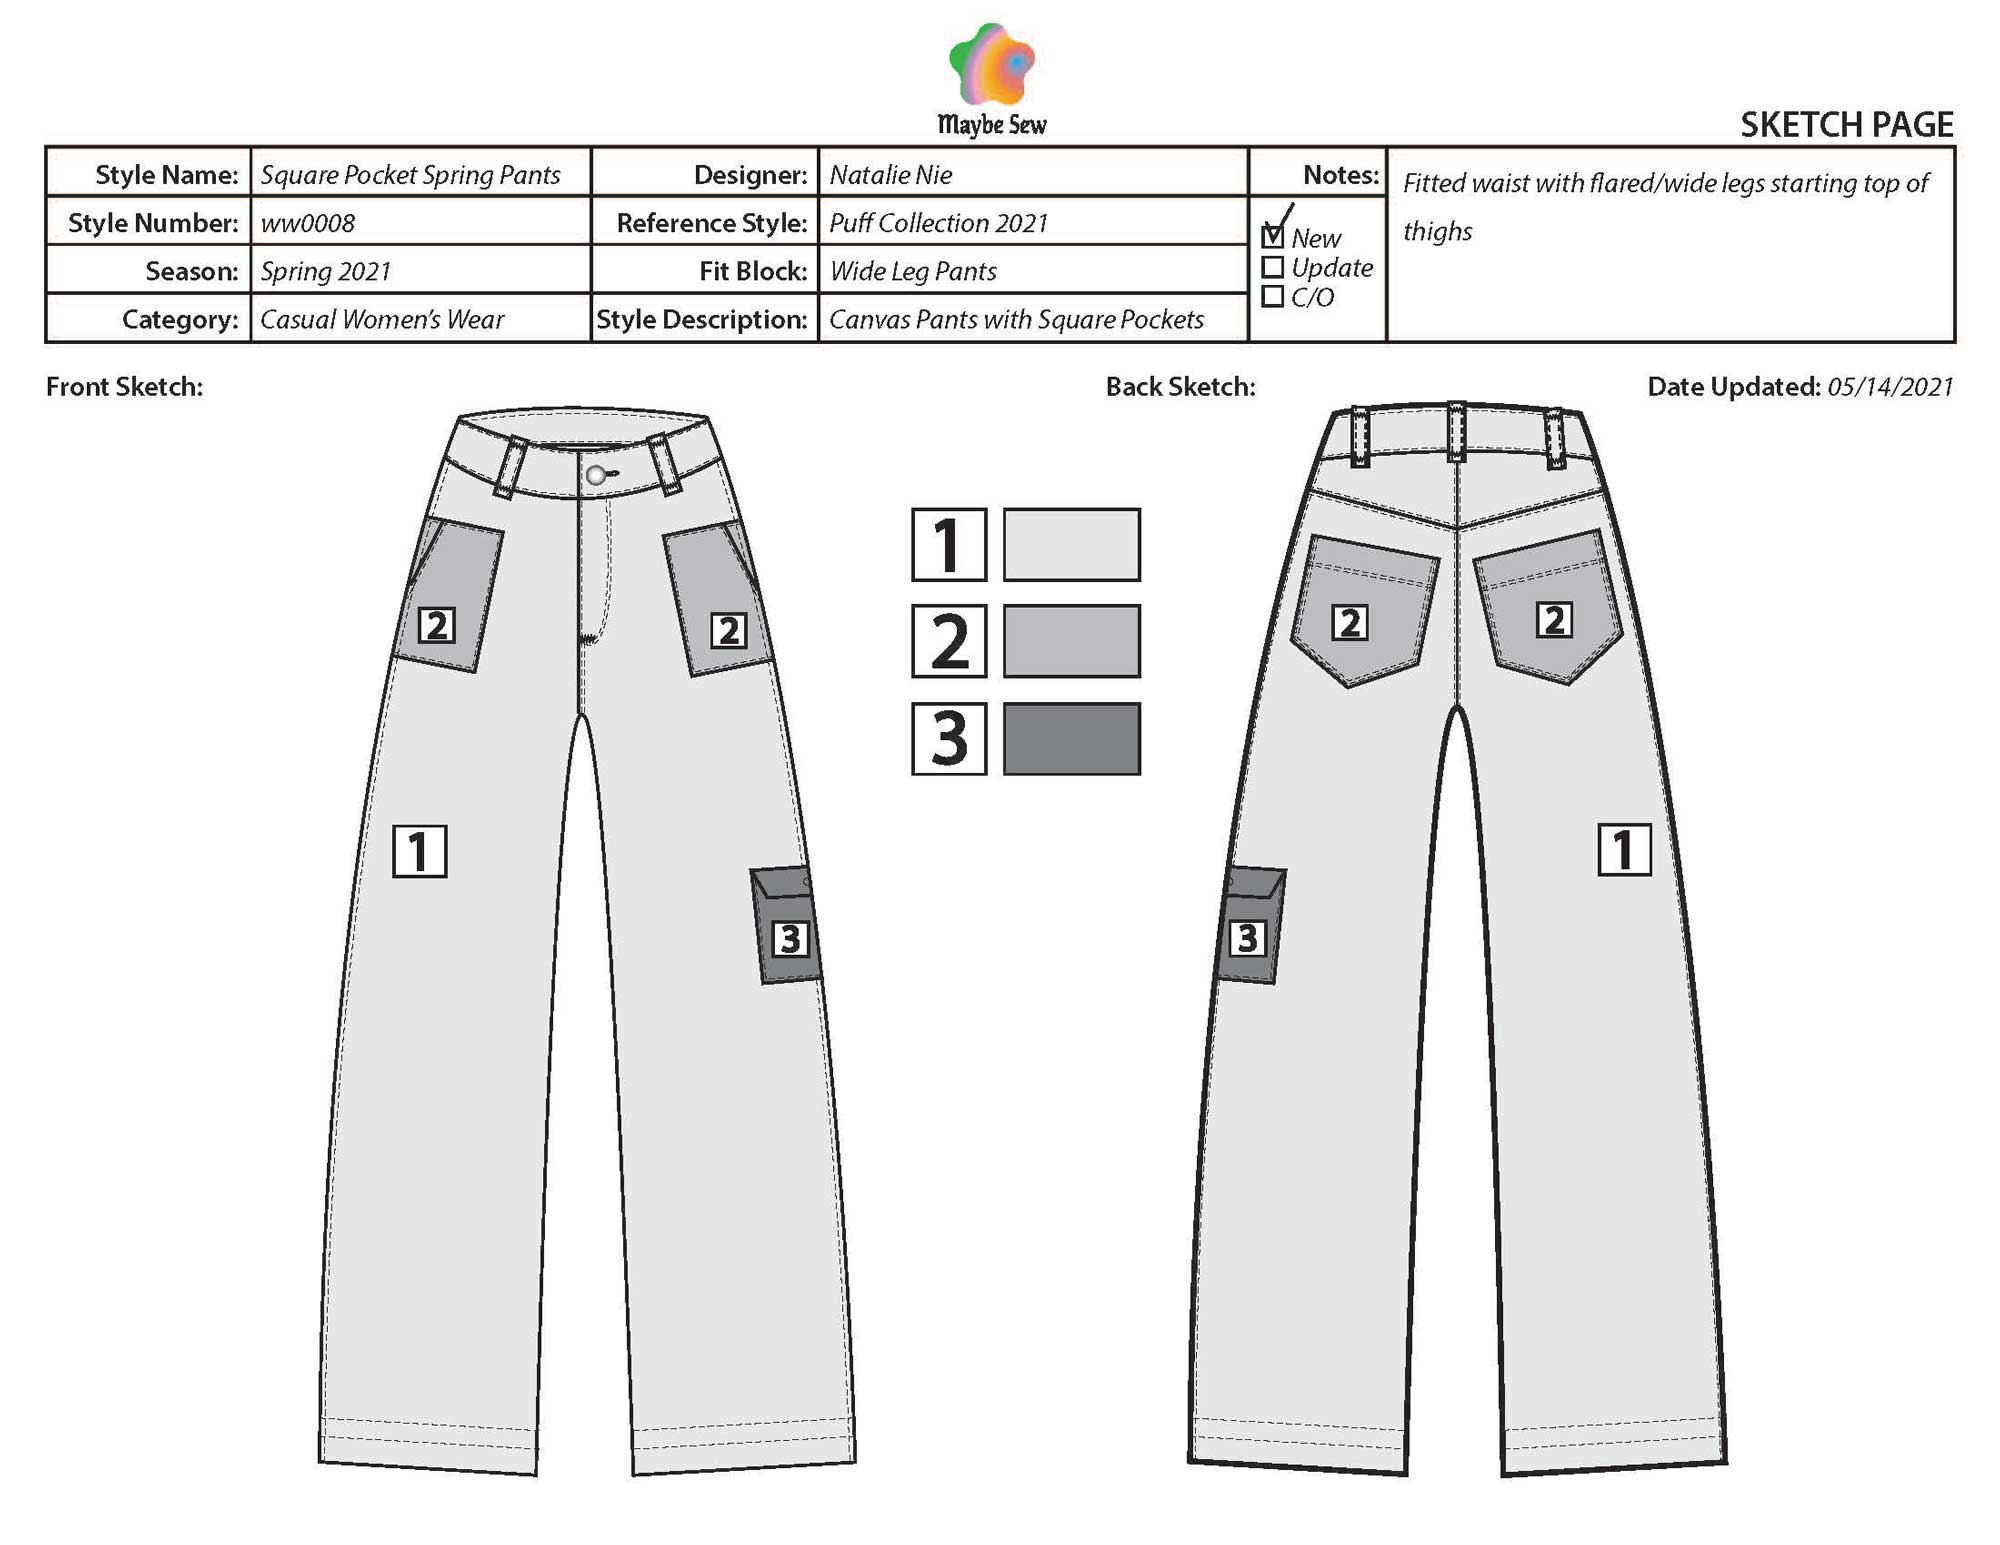 Maybe Sew
SKETCH PAGE
Style Name: Square Pocket Spring Pants
Designer: Natalie Nie
Notes: Fitted waist with flared/wide legs starting top of
thighs
Style Number: ww0008
Reference Style: Puff Collection 2021
New
Update
C/O
Season: Spring 2021
Fit Block: Wide Leg Pants
Category: Casual Women's Wear
Style Description: Canvas Pants with Square Pockets
Front Sketch:
Back Sketch:
Date Updated: 05/14/2021
1
2
3
2
2
1
3
2
2
1
3